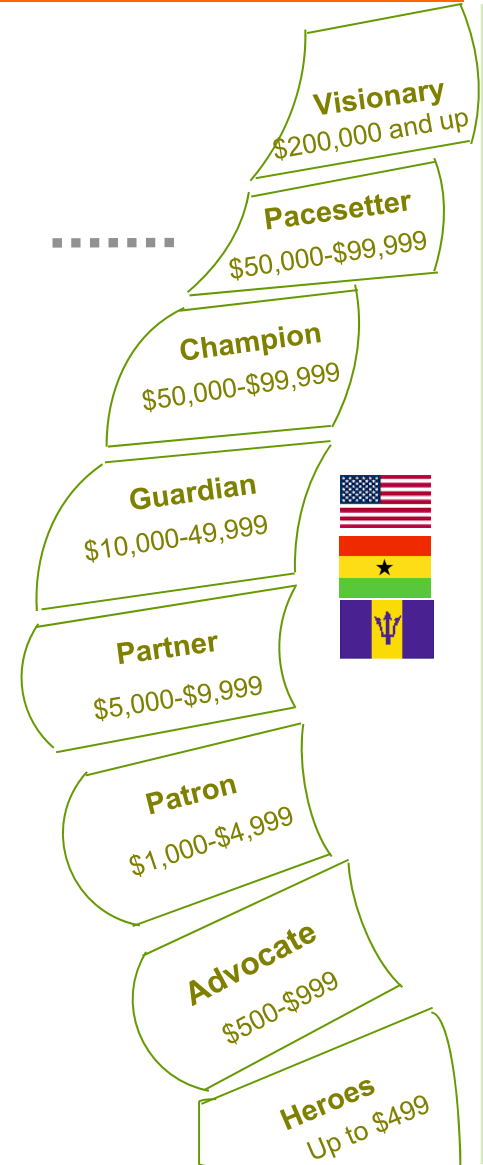 Visionary
$200,000 and up
Pacesetter
$50,000-$99,999
Champion
$50,000-$99,999
Guardian
$10,000-49,999
Partner
$5,000-$9,999
Patron
$1,000-$4,999
Advocate
$500-$999
Heroes
Up to $499